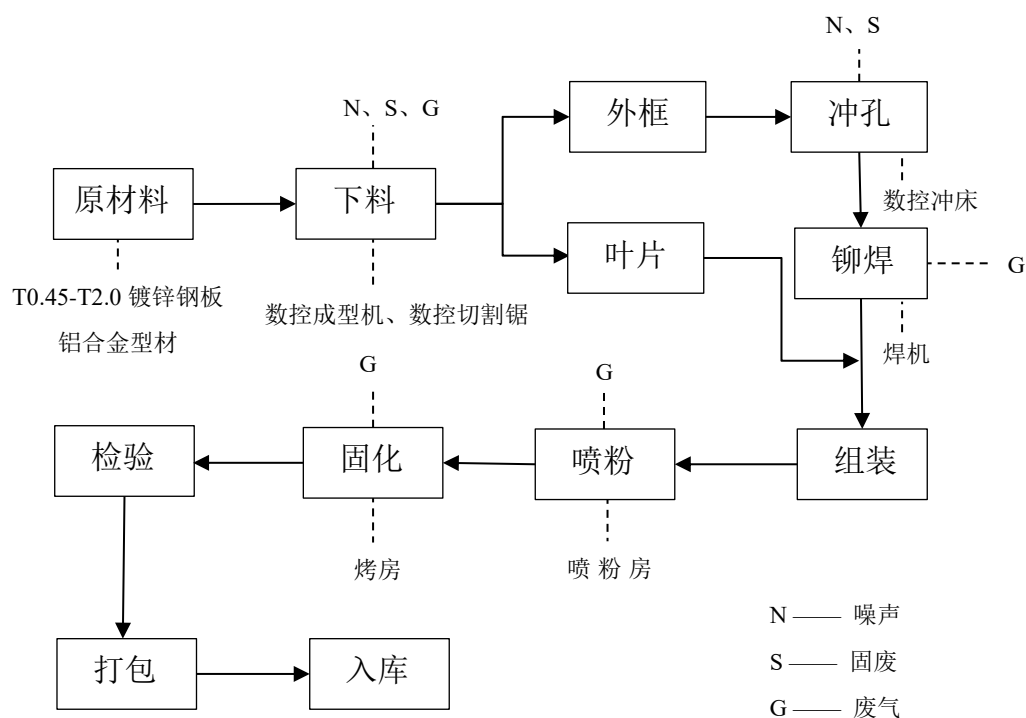 N、S
N、S、G
外框
冲孔
原材料
下料
数控冲床
叶片
铆焊
G
T0.45-T2.0 镀锌钢板
铝合金型材
数控成型机、数控切割锯
焊机
G
G
检验
固化
喷粉
组装
烤房
喷 粉 房
N —— 噪声
打包
入库
S —— 固废
G —— 废气